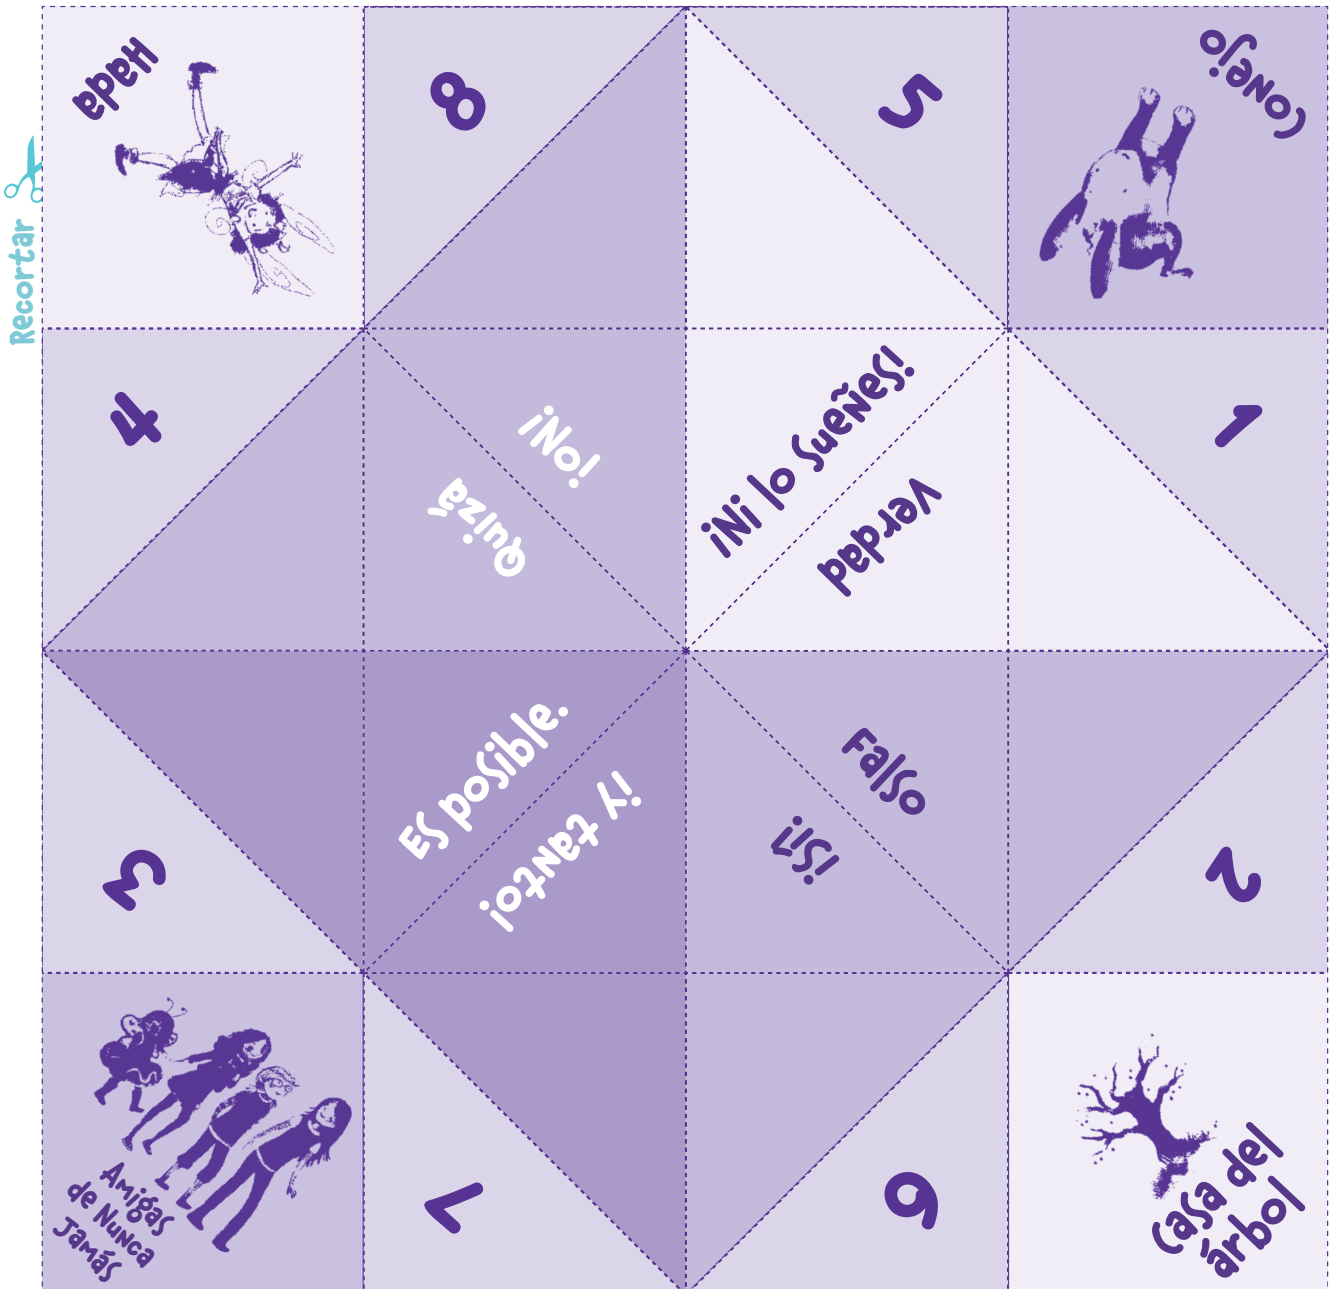 Hada
8
5
Conejo
Recortar
4
¡No!
Quizá
¡Ni lo sueñes!
Verdad
1
3
Es posible.
¡Y tanto!
Falso
¡Sí!
2
Amigas
de Nunca
Jamás
7
6
Casa del
árbol